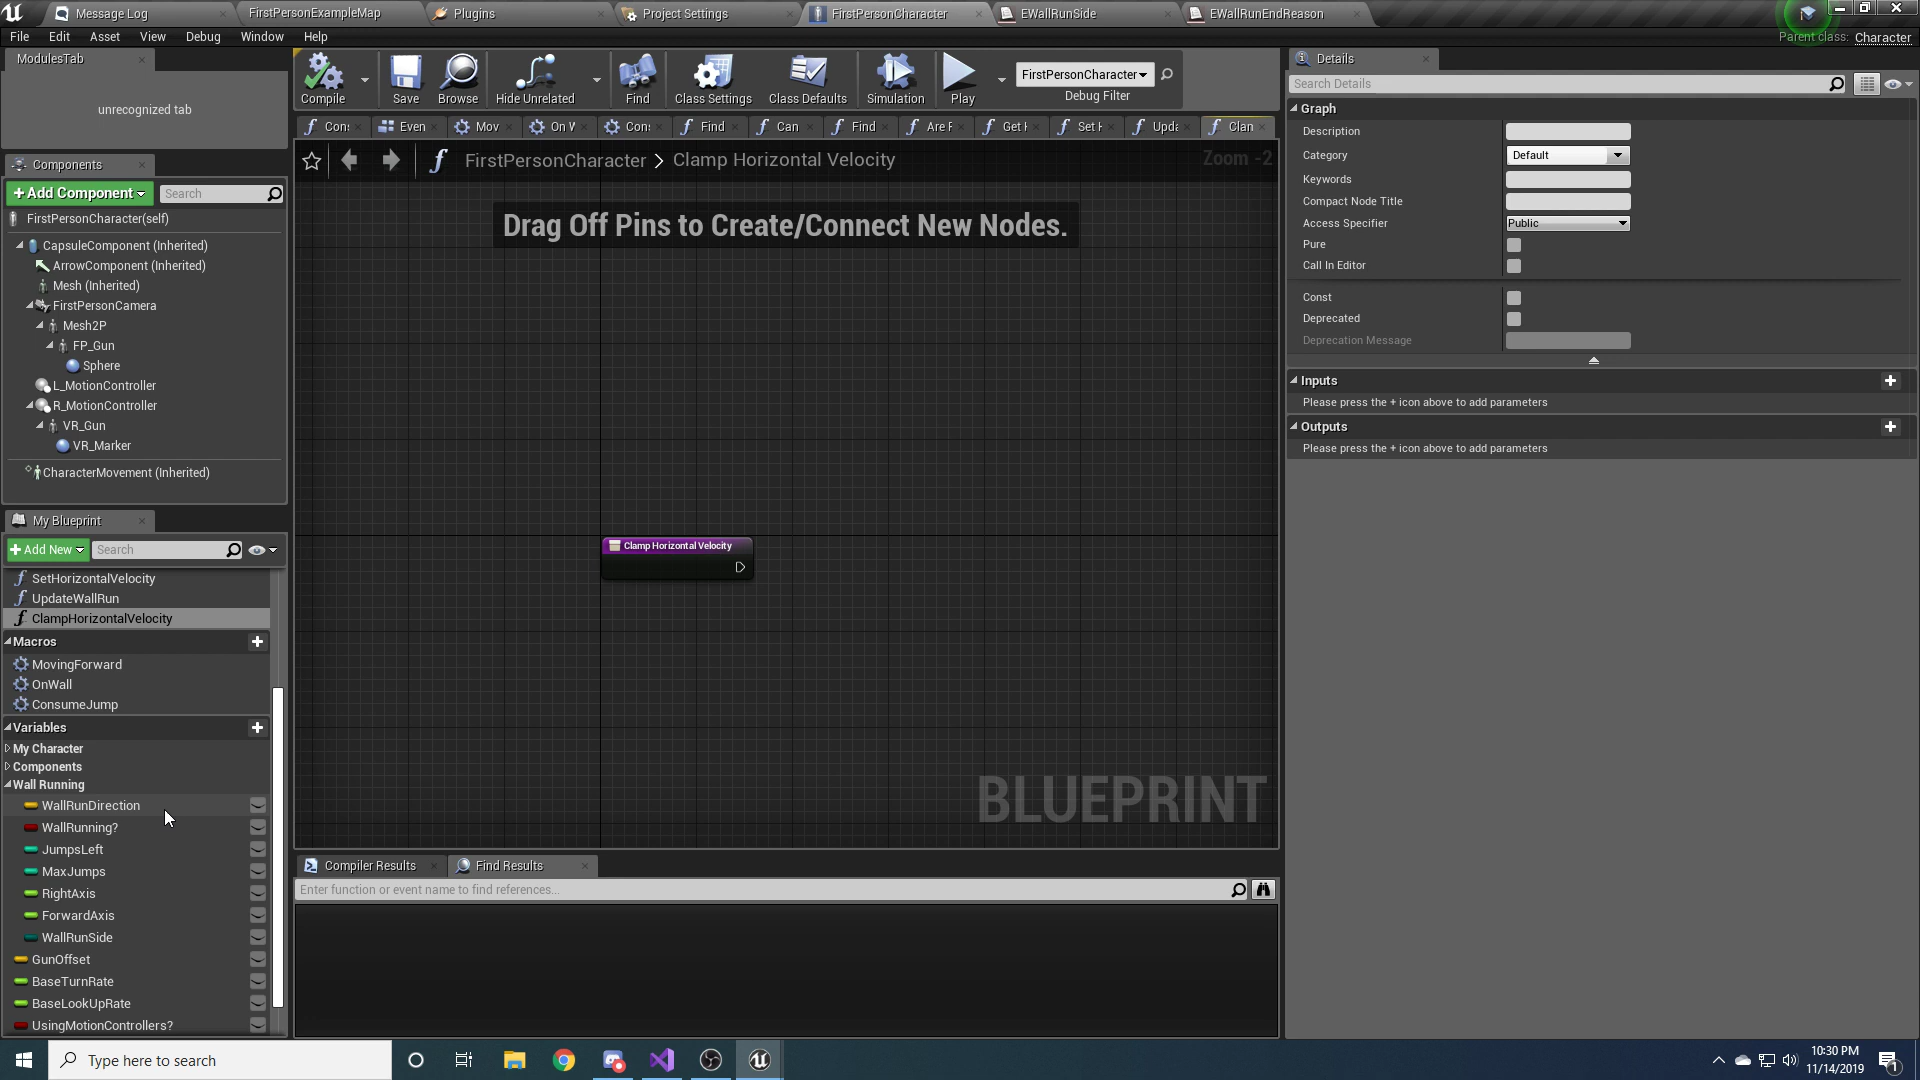 Message Log
FirstPersonExampleMap
Plugins
Project Settings
FirstPersonCharacter
EWallRunSide
EWallRunEndReason
File
Edit
Asset
View
Debug
Window
Help
Parent class: Character
ModulesTab
unrecognized tab
Components
+Add Component
Search
FirstPersonCharacter(self)
CapsuleComponent (Inherited)
ArrowComponent (Inherited)
Mesh (Inherited)
FirstPersonCamera
Mesh2P
FP_Gun
Sphere
L_MotionController
R_MotionController
VR_Gun
VR_Marker
CharacterMovement (Inherited)
My Blueprint
+Add New
Search
SetHorizontalVelocity
UpdateWallRun
ClampHorizontalVelocity
Macros
MovingForward
OnWall
ConsumeJump
Variables
My Character
Components
Wall Running
WallRunDirection
WallRunning?
JumpsLeft
MaxJumps
RightAxis
ForwardAxis
WallRunSide
GunOffset
BaseTurnRate
BaseLookUpRate
UsingMotionControllers?
Compile
Save
Browse
Hide Unrelated
Find
Class Settings
Class Defaults
Simulation
Play
FirstPersonCharacter
Debug Filter
Con
Even
Mov
On W
Con
Find
Can
Find
Are F
Get H
Set H
Upda
Clan
FirstPersonCharacter > Clamp Horizontal Velocity
Zoom -2
Drag Off Pins to Create/Connect New Nodes.
Clamp Horizontal Velocity
BLUEPRINT
Compiler Results
Find Results
Enter function or event name to find references...
Details
Search Details
Graph
Description
Category
Default
Keywords
Compact Node Title
Access Specifier
Public
Pure
Call In Editor
Const
Deprecated
Deprecation Message
Inputs
Please press the + icon above to add parameters
Outputs
Please press the + icon above to add parameters
Type here to search
10:30 PM
11/14/2019
1